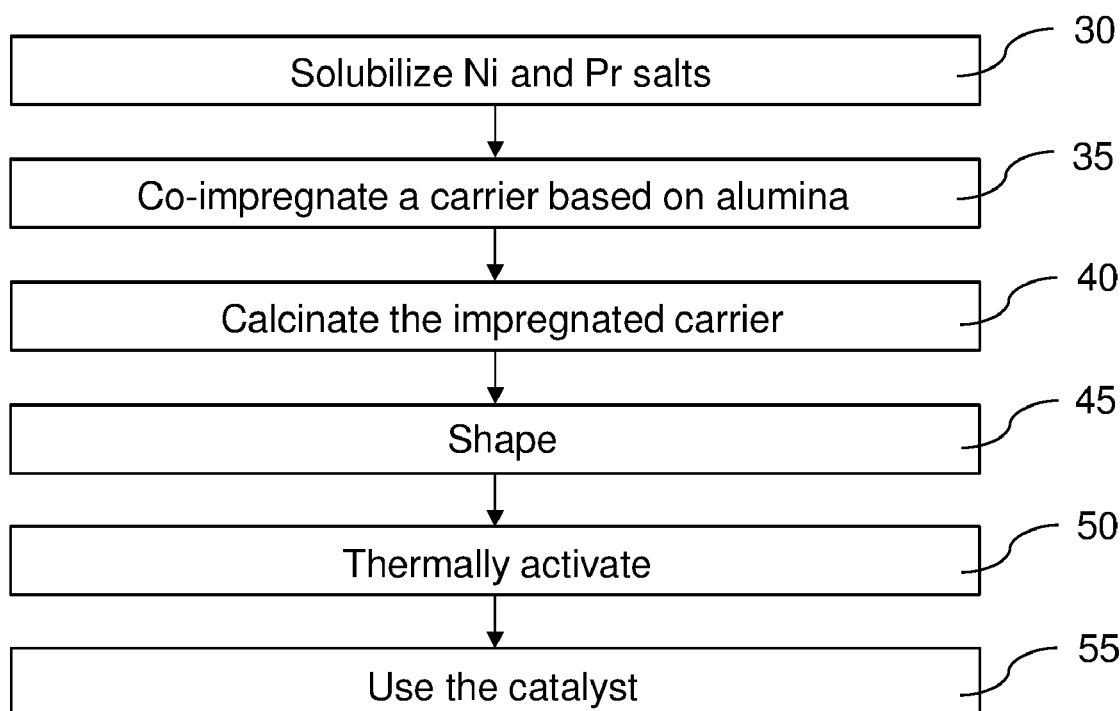 30
Solubilize Ni and Pr salts
35
Co-impregnate a carrier based on alumina
40
Calcinate the impregnated carrier
45
Shape
50
Thermally activate
55
Use the catalyst